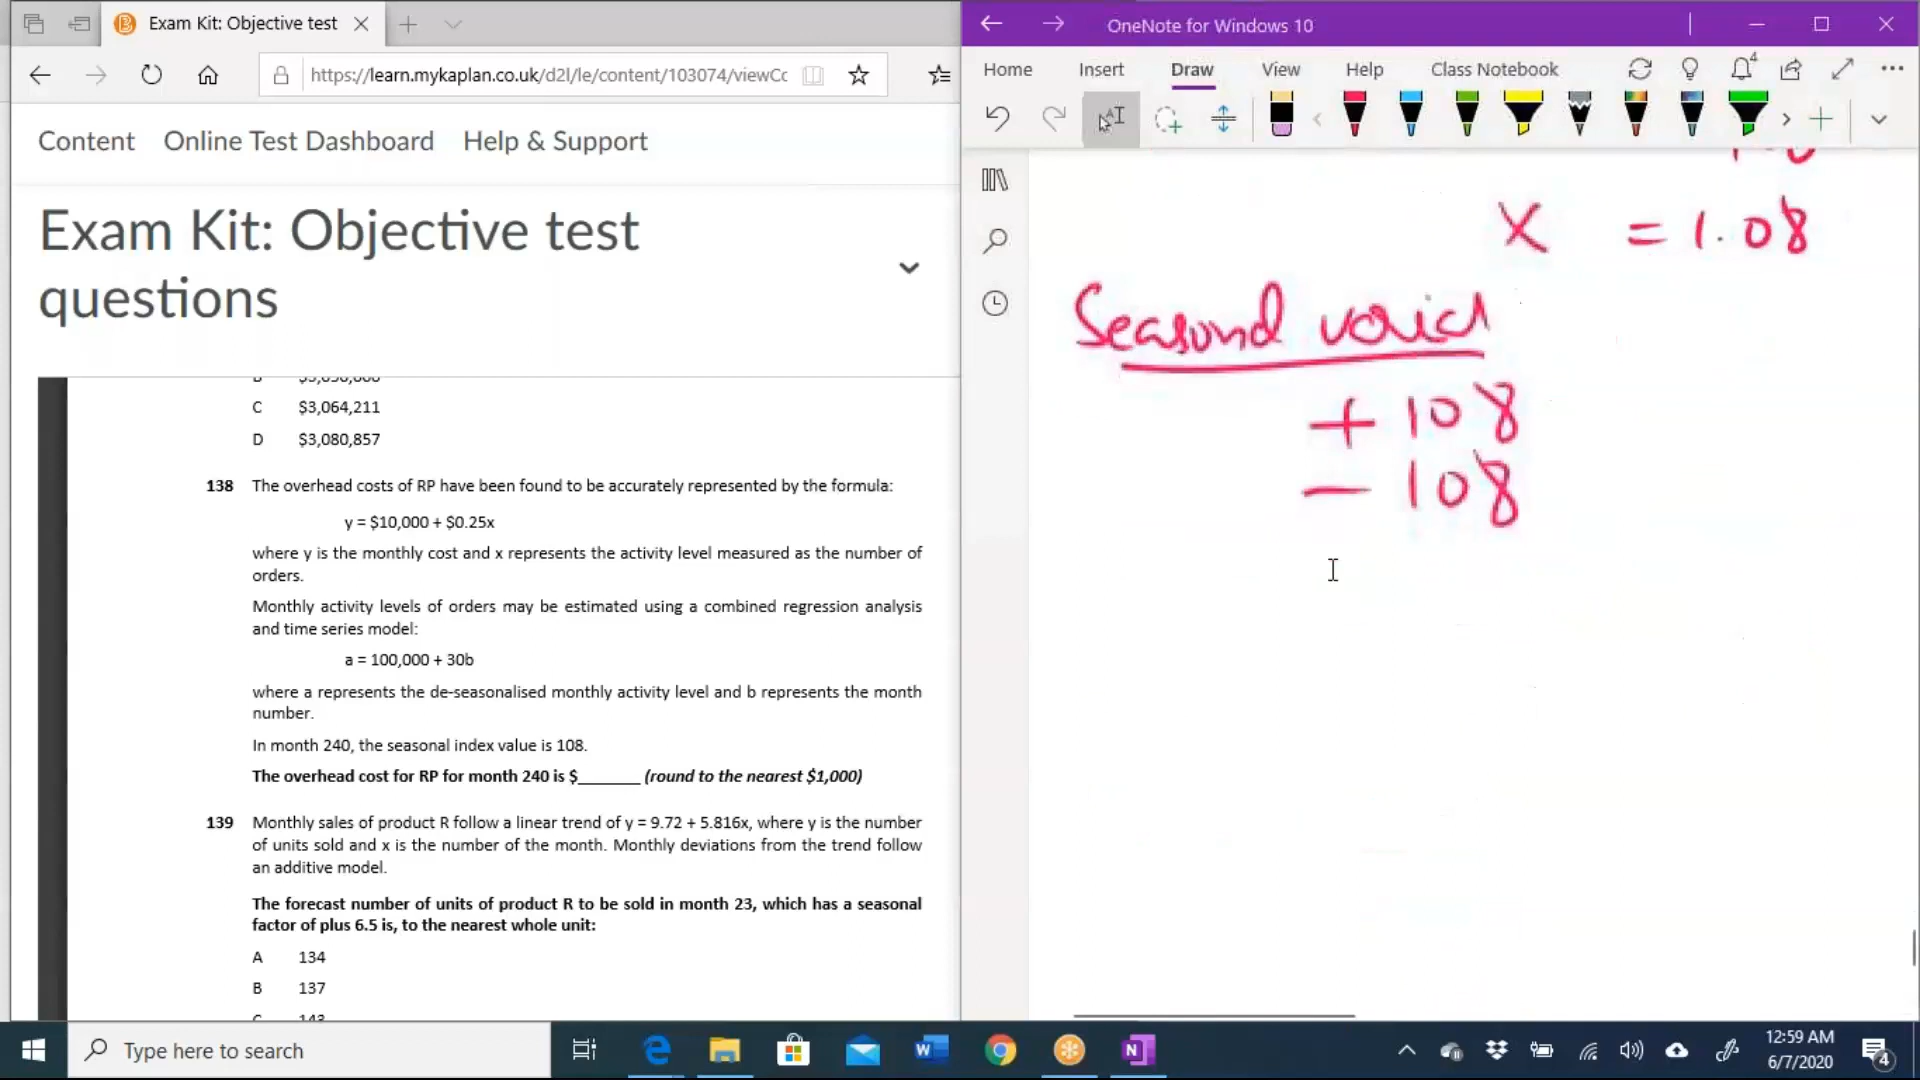 Exam Kit: Objective test
https://learn.mykaplan.co.uk/d2l/le/content/103074/viewCc
Content Online Test Dashboard Help & Support
Exam Kit: Objective test
questions
C $3,064,211
D $3,080,857
138 The overhead costs of RP have been found to be accurately represented by the formula:
y = $10,000 + $0.25x
where y is the monthly cost and x represents the activity level measured as the number of
orders.
Monthly activity levels of orders may be estimated using a combined regression analysis
and time series model:
a = 100,000 + 30b
where a represents the de-seasonalised monthly activity level and b represents the month
number.
In month 240, the seasonal index value is 108.
The overhead cost for RP for month 240 is $_______ (round to the nearest $1,000)
139 Monthly sales of product R follow a linear trend of y = 9.72 + 5.816x, where y is the number
of units sold and x is the number of the month. Monthly deviations from the trend follow
an additive model.
The forecast number of units of product R to be sold in month 23, which has a seasonal
factor of plus 6.5 is, to the nearest whole unit:
A 134
B 137
OneNote for Windows 10
Home Insert Draw View Help Class Notebook
4
X = 1.08
+ 108
- 108
Type here to search
12:59 AM
6/7/2020
4